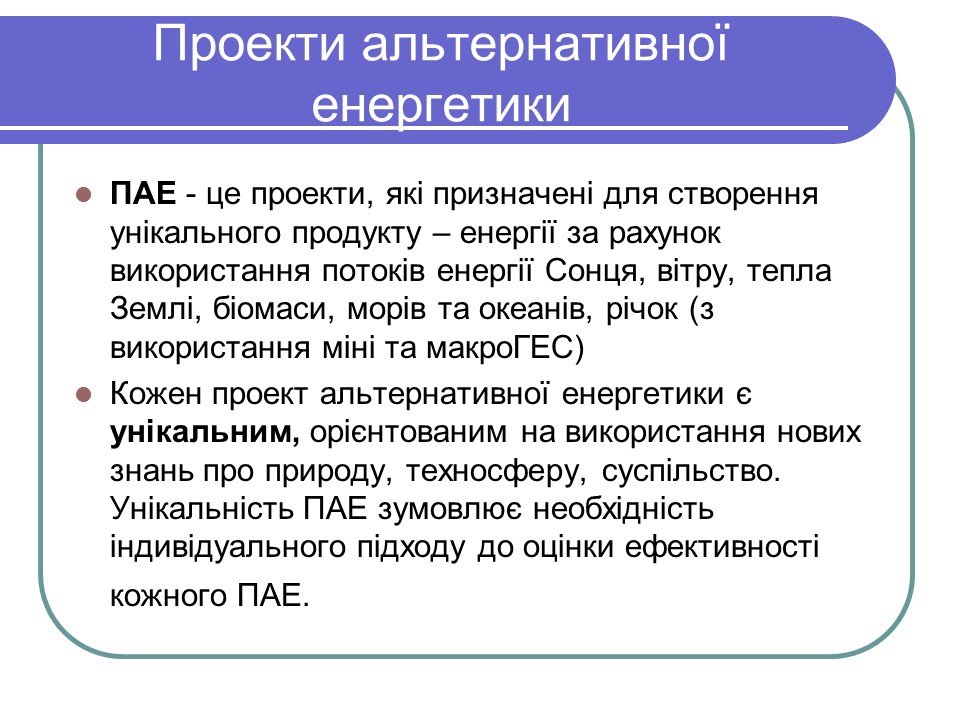 Проекти альтернативної
енергетики
ПАЕ - це проекти, які призначені для створення
унікального продукту – енергії за рахунок
використання потоків енергії Сонця, вітру, тепла
Землі, біомаси, морів та океанів, річок (з
використання міні та макроГЕС)
Кожен проект альтернативної енергетики є
унікальним, орієнтованим на використання нових
знань про природу, техносферу, суспільство.
Унікальність ПАЕ зумовлює необхідність
індивідуального підходу до оцінки ефективності
кожного ПАЕ.